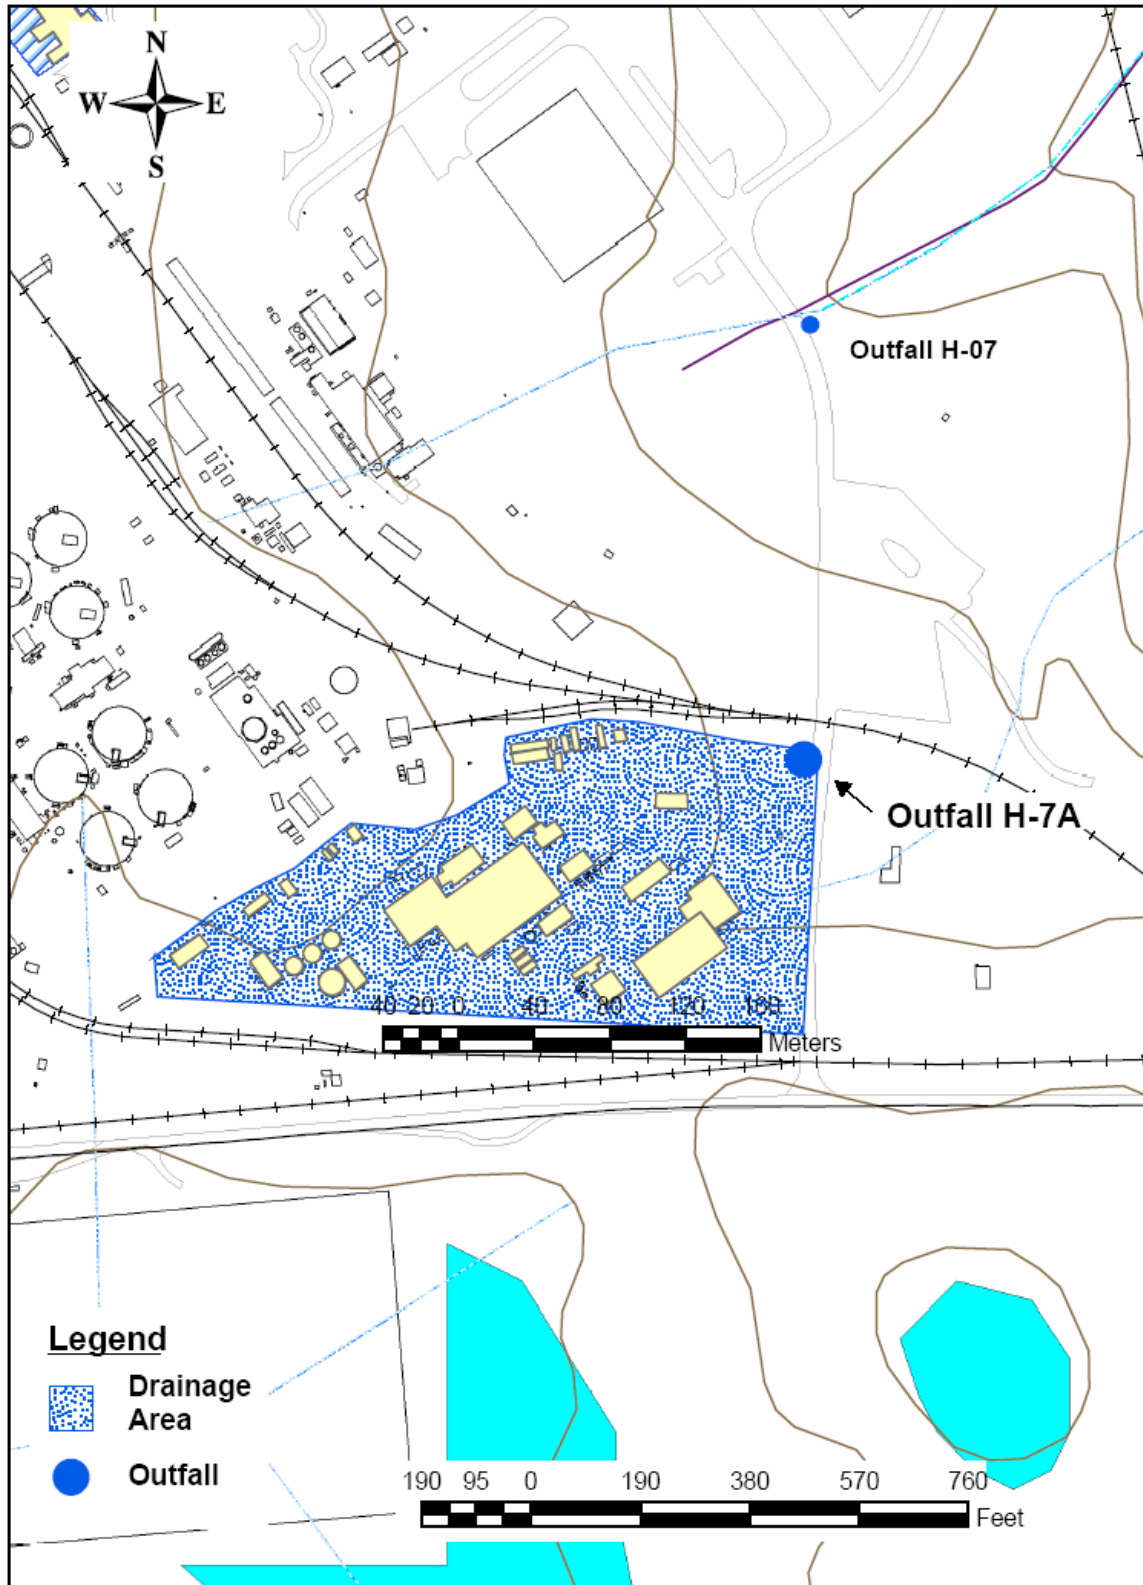 N
W E
S
Outfall H-07
Outfall H-7A
40 20 0 40 80 120 160
Meters
Legend
Drainage
Area
Outfall
190 95 0 190 380 570 760
Feet